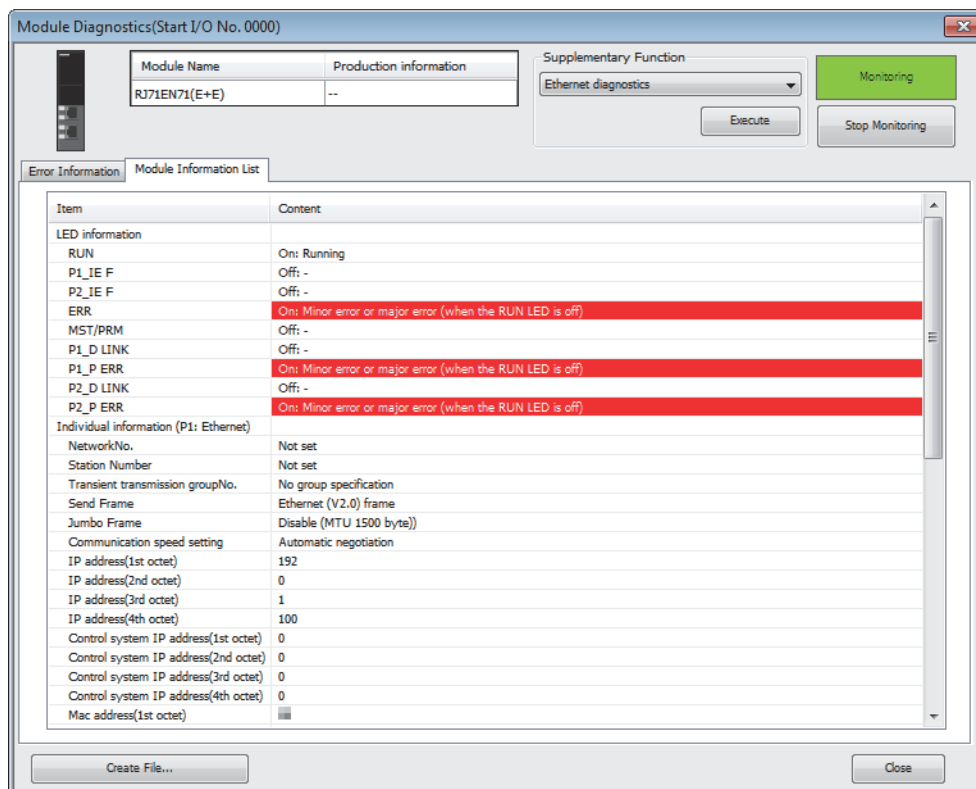 Module Diagnostics(Start I/O No. 0000)
Module Name Production information
RJ71EN71(E+E) --
Supplementary Function
Ethernet diagnostics
Execute
Monitoring
Stop Monitoring
Error Information Module Information List
Item Content
LED information
RUN On: Running
P1_IE F Off: -
P2_IE F Off: -
ERR On: Minor error or major error (when the RUN LED is off)
MST/PRM Off: -
P1_D LINK Off: -
P1_P ERR On: Minor error or major error (when the RUN LED is off)
P2_D LINK Off: -
P2_P ERR On: Minor error or major error (when the RUN LED is off)
Individual information (P1: Ethernet)
NetworkNo. Not set
Station Number Not set
Transient transmission groupNo. No group specification
Send Frame Ethernet (V2.0) frame
Jumbo Frame Disable (MTU 1500 byte))
Communication speed setting Automatic negotiation
IP address(1st octet) 192
IP address(2nd octet) 0
IP address(3rd octet) 1
IP address(4th octet) 100
Control system IP address(1st octet) 0
Control system IP address(2nd octet) 0
Control system IP address(3rd octet) 0
Control system IP address(4th octet) 0
Mac address(1st octet)
Create File... Close